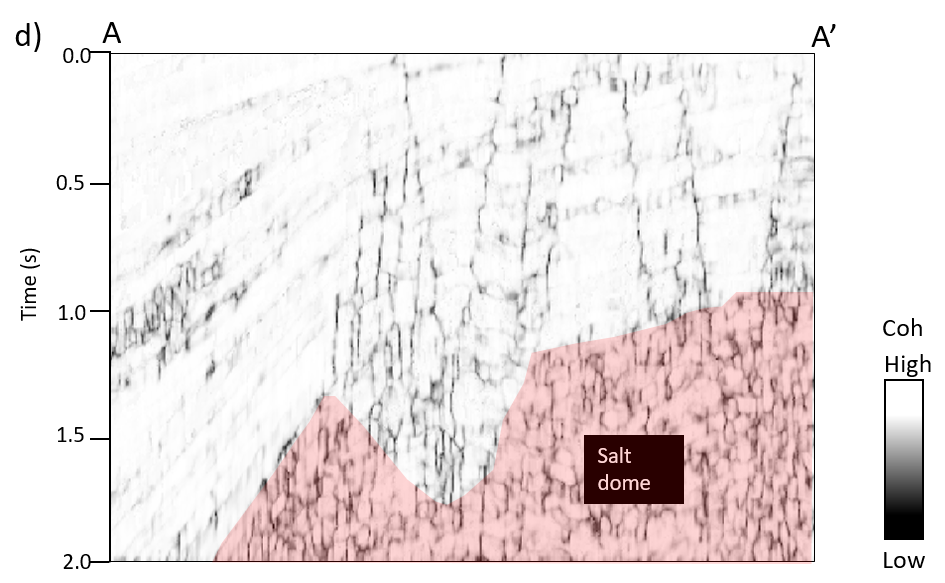 d)
A
A’
0.0
0.5
1.0
1.5
2.0
Time (s)
Salt
dome
Coh
High
Low